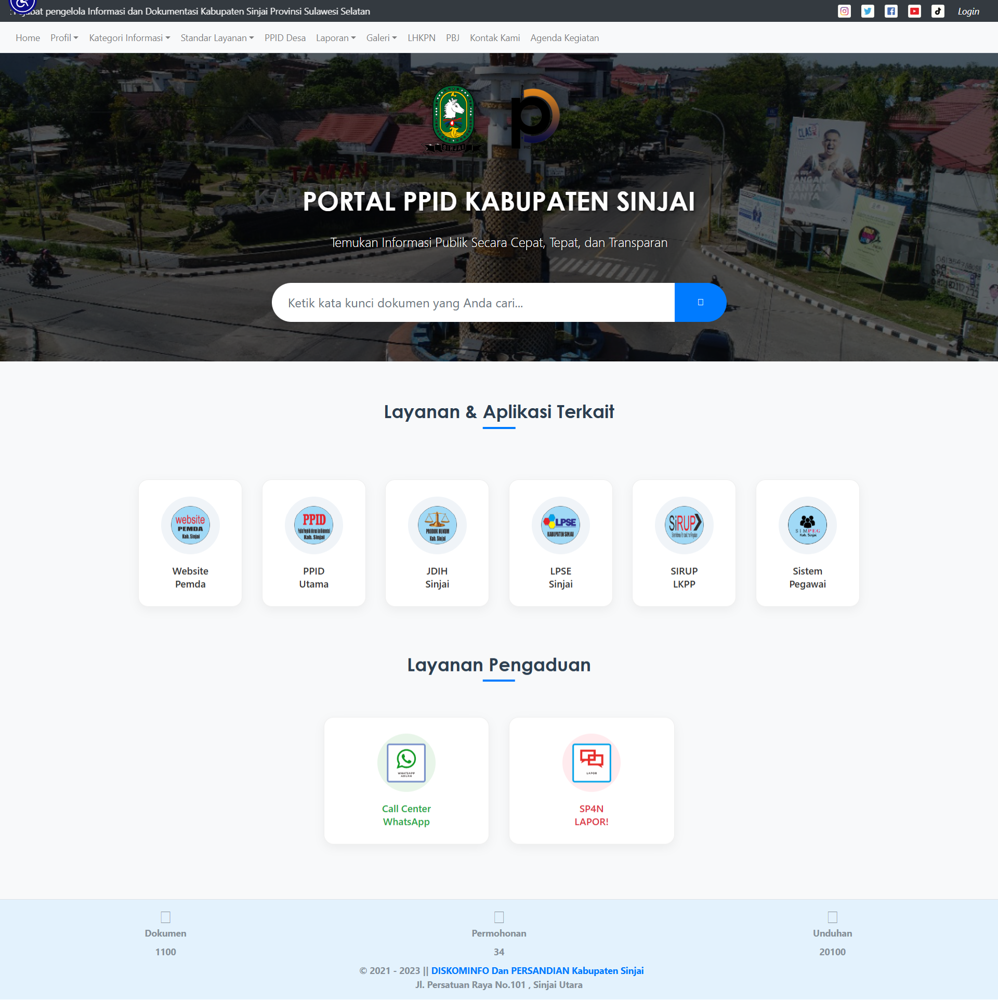 pengelola Informasi dan Dokumentasi Kabupaten Sinjai Provinsi Sulawesi Selatan
Login
Home Profil Kategori Informasi Standar Layanan PPID Desa Laporan Galeri LHKPN PBJ Kontak Kami Agenda Kegiatan
SINJAI
TAMAN
PORTAL PPID KABUPATEN SINJAI
Temukan Informasi Publik Secara Cepat, Tepat, dan Transparan
Ketik kata kunci dokumen yang Anda cari...
Layanan & Aplikasi Terkait
website
PEMDA
Kab. Sinjai
Website
Pemda
PPID
Kab. Sinjai
PPID
Utama
PRODUK HUKUM
Kab. Sinjai
JDIH
Sinjai
LPSE
KABUPATEN SINJAI
LPSE
Sinjai
SiRUP
SIRUP
LKPP
SIMPEG
Kab. Sinjai
Sistem
Pegawai
Layanan Pengaduan
WHATSAPP
ADUAN
Call Center
WhatsApp
LAPOR
SP4N
LAPOR!
Dokumen
1100
Permohonan
34
Unduhan
20100
© 2021 - 2023 || DISKOMINFO Dan PERSANDIAN Kabupaten Sinjai
Jl. Persatuan Raya No.101 , Sinjai Utara